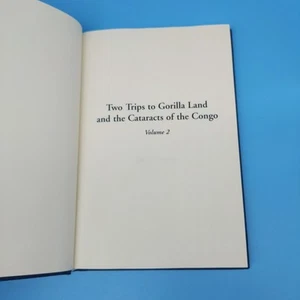 Two Trips to Gorilla Land
and the Cataracts of the Congo
Volume 2